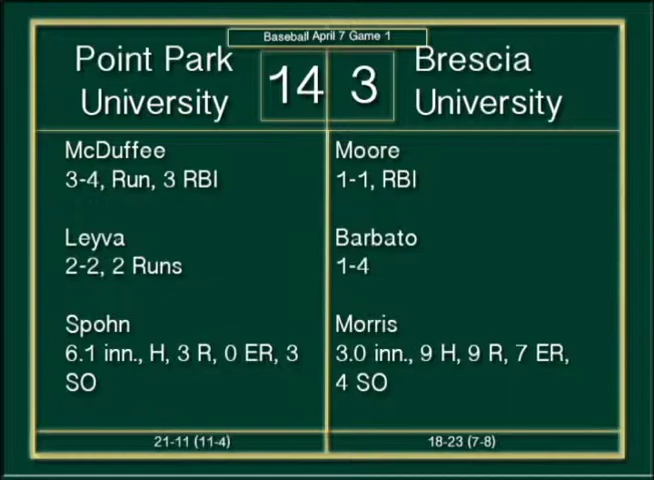 Baseball April 7 Game 1
Point Park
University
14
3
Brescia
University
McDuffee
3-4, Run, 3 RBI
Leyva
2-2, 2 Runs
Spohn
6.1 inn., H, 3 R, 0 ER, 3
SO
Moore
1-1, RBI
Barbato
1-4
Morris
3.0 inn., 9 H, 9 R, 7 ER,
4 SO
21-11 (11-4)
18-23 (7-8)